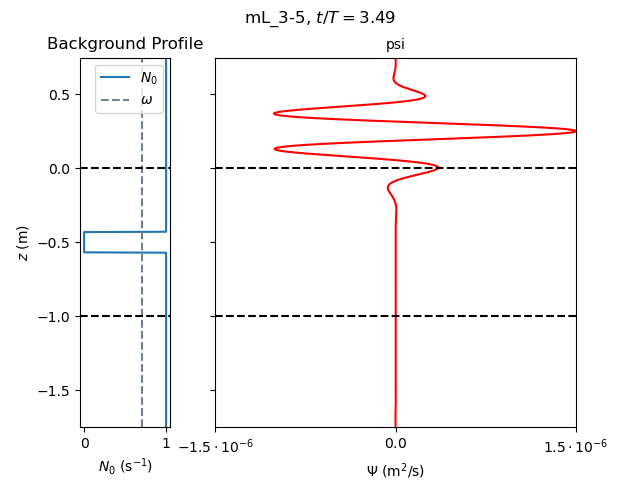 mL_3-5, t/T = 3.49
Background Profile
psi
N₀
ω
0.5
0.0
−0.5
−1.0
−1.5
z (m)
0
1
−1.5 · 10⁻⁶
0.0
1.5 · 10⁻⁶
N₀ (s⁻¹)
Ψ (m²/s)